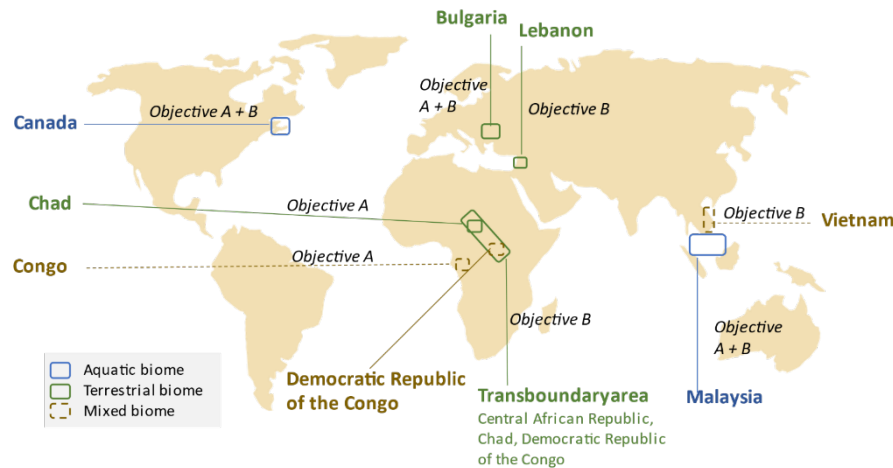 Bulgaria
Lebanon
Objective
A + B
Objective B
Objective A + B
Canada
Chad
Objective A
Objective B
Vietnam
Congo
Objective A
Objective B
Objective
A + B
Aquatic biome
Terrestrial biome
Mixed biome
Democratic Republic
of the Congo
Transboundaryarea
Central African Republic,
Chad, Democratic Republic
of the Congo
Malaysia